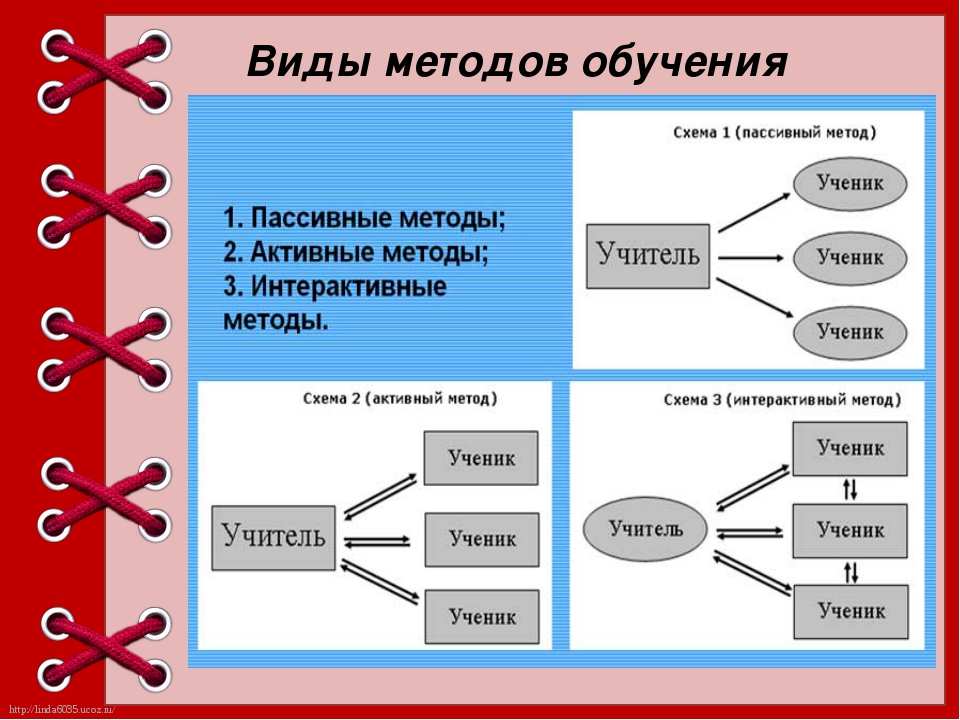 Виды методов обучения
1. Пассивные методы;
2. Активные методы;
3. Интерактивные
методы.
Схема 1 (пассивный метод)
Учитель
Ученик
Ученик
Ученик
Схема 2 (активный метод)
Учитель
Ученик
Ученик
Ученик
Схема 3 (интерактивный метод)
Учитель
Ученик
Ученик
Ученик
http://linda6035.ucoz.ru/